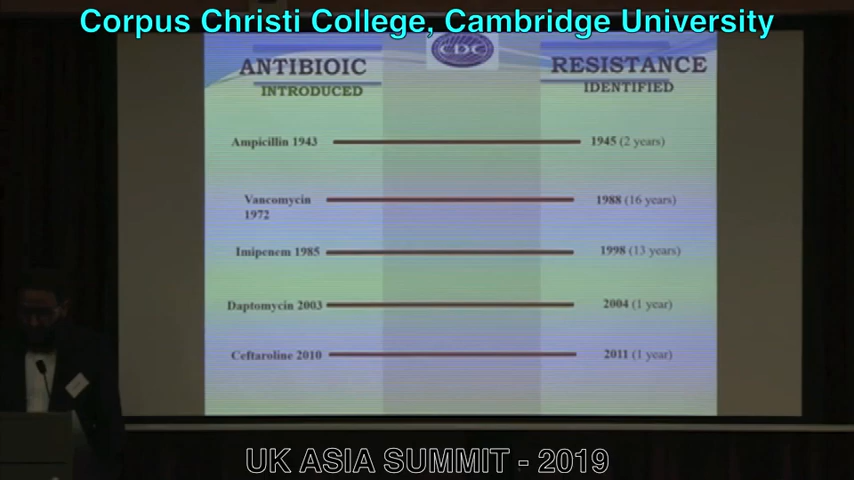 Corpus Christi College, Cambridge University
ANTIBIOIC
INTRODUCED
CDC
RESISTANCE
IDENTIFIED
Ampicillin 1943
1945 (2 years)
Vancomycin
1972
1988 (16 years)
Imipenem 1985
1998 (13 years)
Daptomycin 2003
2004 (1 year)
Ceftaroline 2010
2011 (1 year)
UK ASIA SUMMIT - 2019